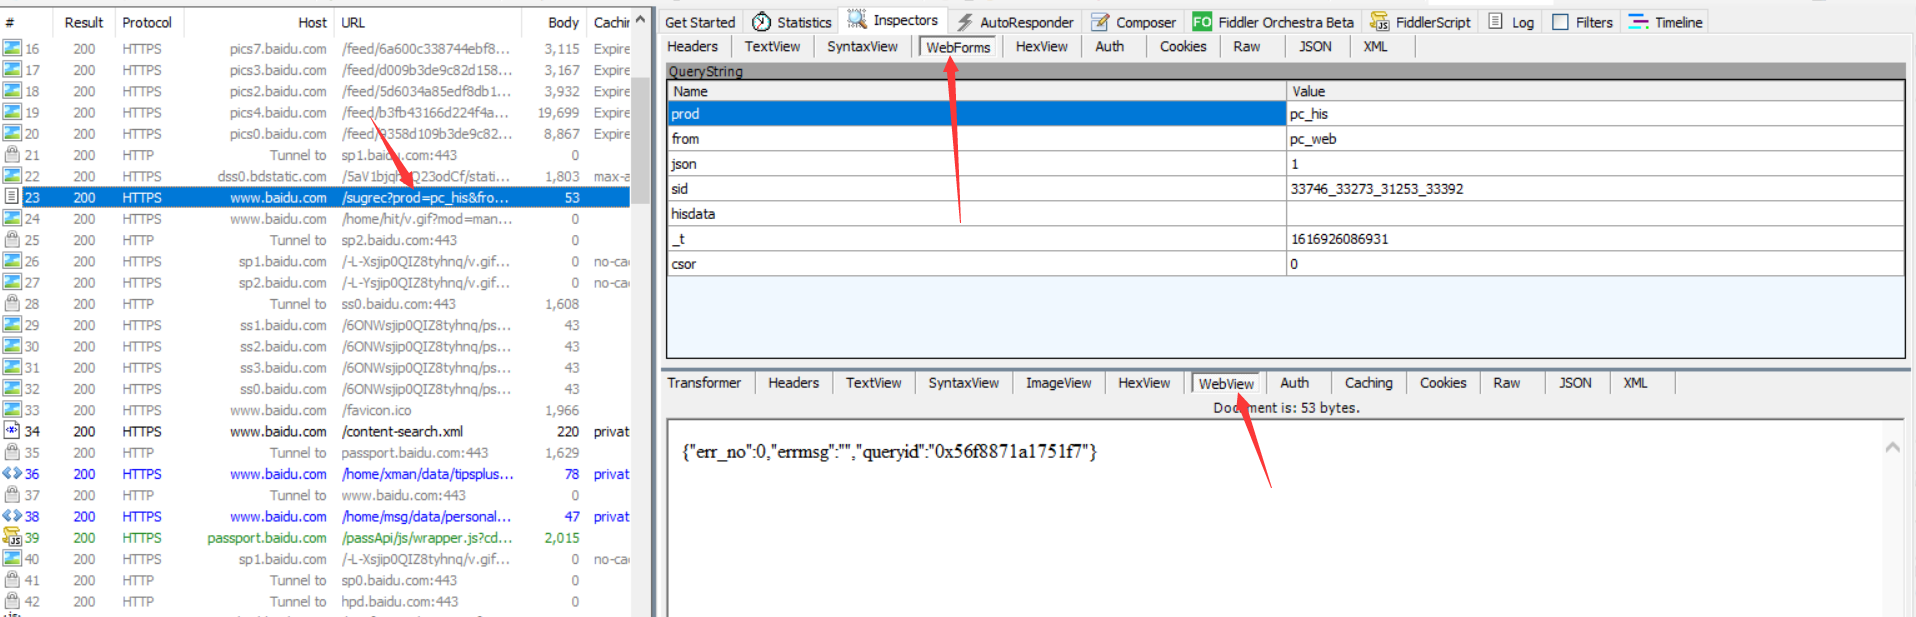 # Result Protocol Host URL Body Cachin
16 200 HTTPS pics7.baidu.com /feed/6a600c338744ebf8... 3,115 Expire
17 200 HTTPS pics3.baidu.com /feed/d009b3de9c82d158... 3,167 Expire
18 200 HTTPS pics2.baidu.com /feed/5d6034a85edf8db1... 3,932 Expire
19 200 HTTPS pics4.baidu.com /feed/b3fb43166d224f4a... 19,699 Expire
20 200 HTTPS pics0.baidu.com /feed/9358d109b3de9c82... 8,867 Expire
21 200 HTTP Tunnel to sp1.baidu.com:443 0
22 200 HTTPS dss0.bdstatic.com 1,803 max-a
23 200 HTTPS www.baidu.com /sugrec?prod=pc_his&fro... 53
24 200 HTTPS www.baidu.com /home/hit/v.gif?mod=man... 0
25 200 HTTP Tunnel to sp2.baidu.com:443 0
26 200 HTTPS sp1.baidu.com /-L-Xsjip0QIZ8tyhnq/v.gif... 0 no-ca
27 200 HTTPS sp2.baidu.com /-L-Ysjip0QIZ8tyhnq/v.gif... 0 no-ca
28 200 HTTP Tunnel to ss0.baidu.com:443 1,608
29 200 HTTPS ss1.baidu.com /6ONWsjip0QIZ8tyhnq/ps... 43
30 200 HTTPS ss2.baidu.com /6ONWsjip0QIZ8tyhnq/ps... 43
31 200 HTTPS ss3.baidu.com /6ONWsjip0QIZ8tyhnq/ps... 43
32 200 HTTPS ss0.baidu.com /6ONWsjip0QIZ8tyhnq/ps... 43
33 200 HTTPS www.baidu.com /favicon.ico 1,966
34 200 HTTPS www.baidu.com /content-search.xml 220 privat
35 200 HTTP Tunnel to passport.baidu.com:443 1,629
36 200 HTTPS www.baidu.com /home/xman/data/tipsplus... 78 privat
37 200 HTTP Tunnel to www.baidu.com:443 0
38 200 HTTPS www.baidu.com /home/msg/data/personal... 47 privat
39 200 HTTPS passport.baidu.com /passApi/js/wrapper.js?cd... 2,015
40 200 HTTPS sp1.baidu.com /-L-Xsjip0QIZ8tyhnq/v.gif... 0 no-ca
41 200 HTTP Tunnel to sp0.baidu.com:443 0
42 200 HTTP Tunnel to hpd.baidu.com:443 0
Get Started Statistics Inspectors AutoResponder Composer FO Fiddler Orchestra Beta FiddlerScript Log Filters Timeline
Headers TextView SyntaxView WebForms HexView Auth Cookies Raw JSON XML
QueryString
Name Value
prod pc_his
from pc_web
json 1
sid 33746_33273_31253_33392
hisdata
_t 1616926086931
csor 0
Transformer Headers TextView SyntaxView ImageView HexView WebView Auth Caching Cookies Raw JSON XML
Document is: 53 bytes.
{"err_no":0,"errmsg":"","queryid":"0x56f8871a1751f7"}